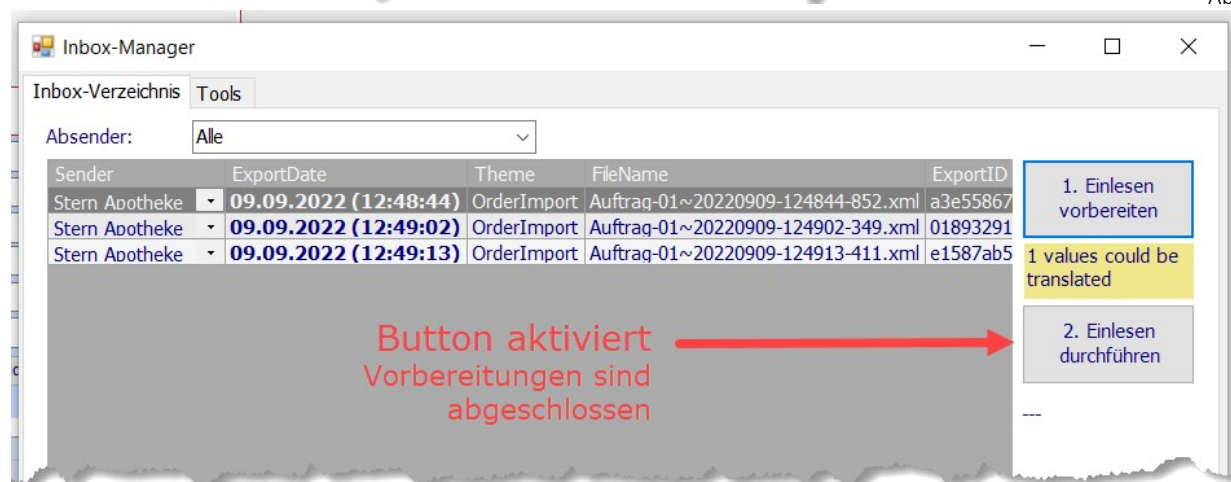 Inbox-Manager
Inbox-Verzeichnis Tools
Absender: Alle
Sender ExportDate Theme FileName ExportID
Stern Apotheke 09.09.2022 (12:48:44) OrderImport Auftrag-01~20220909-124844-852.xml a3e55867
Stern Apotheke 09.09.2022 (12:49:02) OrderImport Auftrag-01~20220909-124902-349.xml 01893291
Stern Apotheke 09.09.2022 (12:49:13) OrderImport Auftrag-01~20220909-124913-411.xml e1587ab5
1. Einlesen
vorbereiten
1 values could be
translated
Button aktiviert
Vorbereitungen sind
abgeschlossen
2. Einlesen
durchführen
---